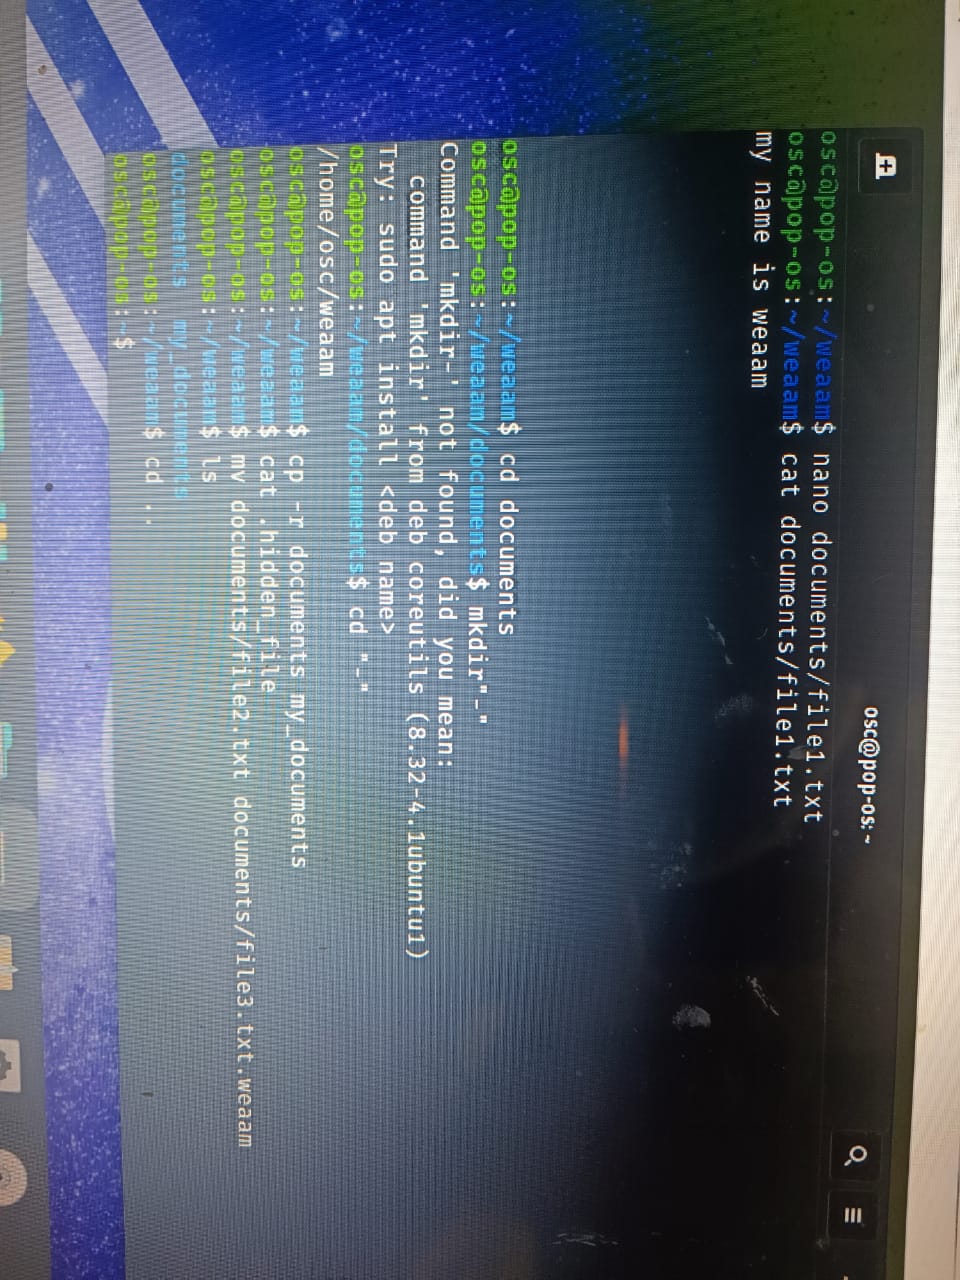 osc@pop-os: ~
osc@pop-os:~/weaam$ nano documents/file1.txt
osc@pop-os:~/weaam$ cat documents/file1.txt
my name is weaam
osc@pop-os:~/weaam$ cd documents
osc@pop-os:~/weaam/documents$ mkdir"-"
Command 'mkdir-' not found, did you mean:
command 'mkdir' from deb coreutils (8.32-4.1ubuntu1)
Try: sudo apt install <deb name>
osc@pop-os:~/weaam/documents$ cd "-"
/home/osc/weaam
osc@pop-os:~/weaam$ cp -r documents my_documents
osc@pop-os:~/weaam$ cat .hidden_file
osc@pop-os:~/weaam$ mv documents/file2.txt documents/file3.txt.weaam
osc@pop-os:~/weaam$ ls
documents my_documents
osc@pop-os:~/weaam$ cd ..
osc@pop-os:~$